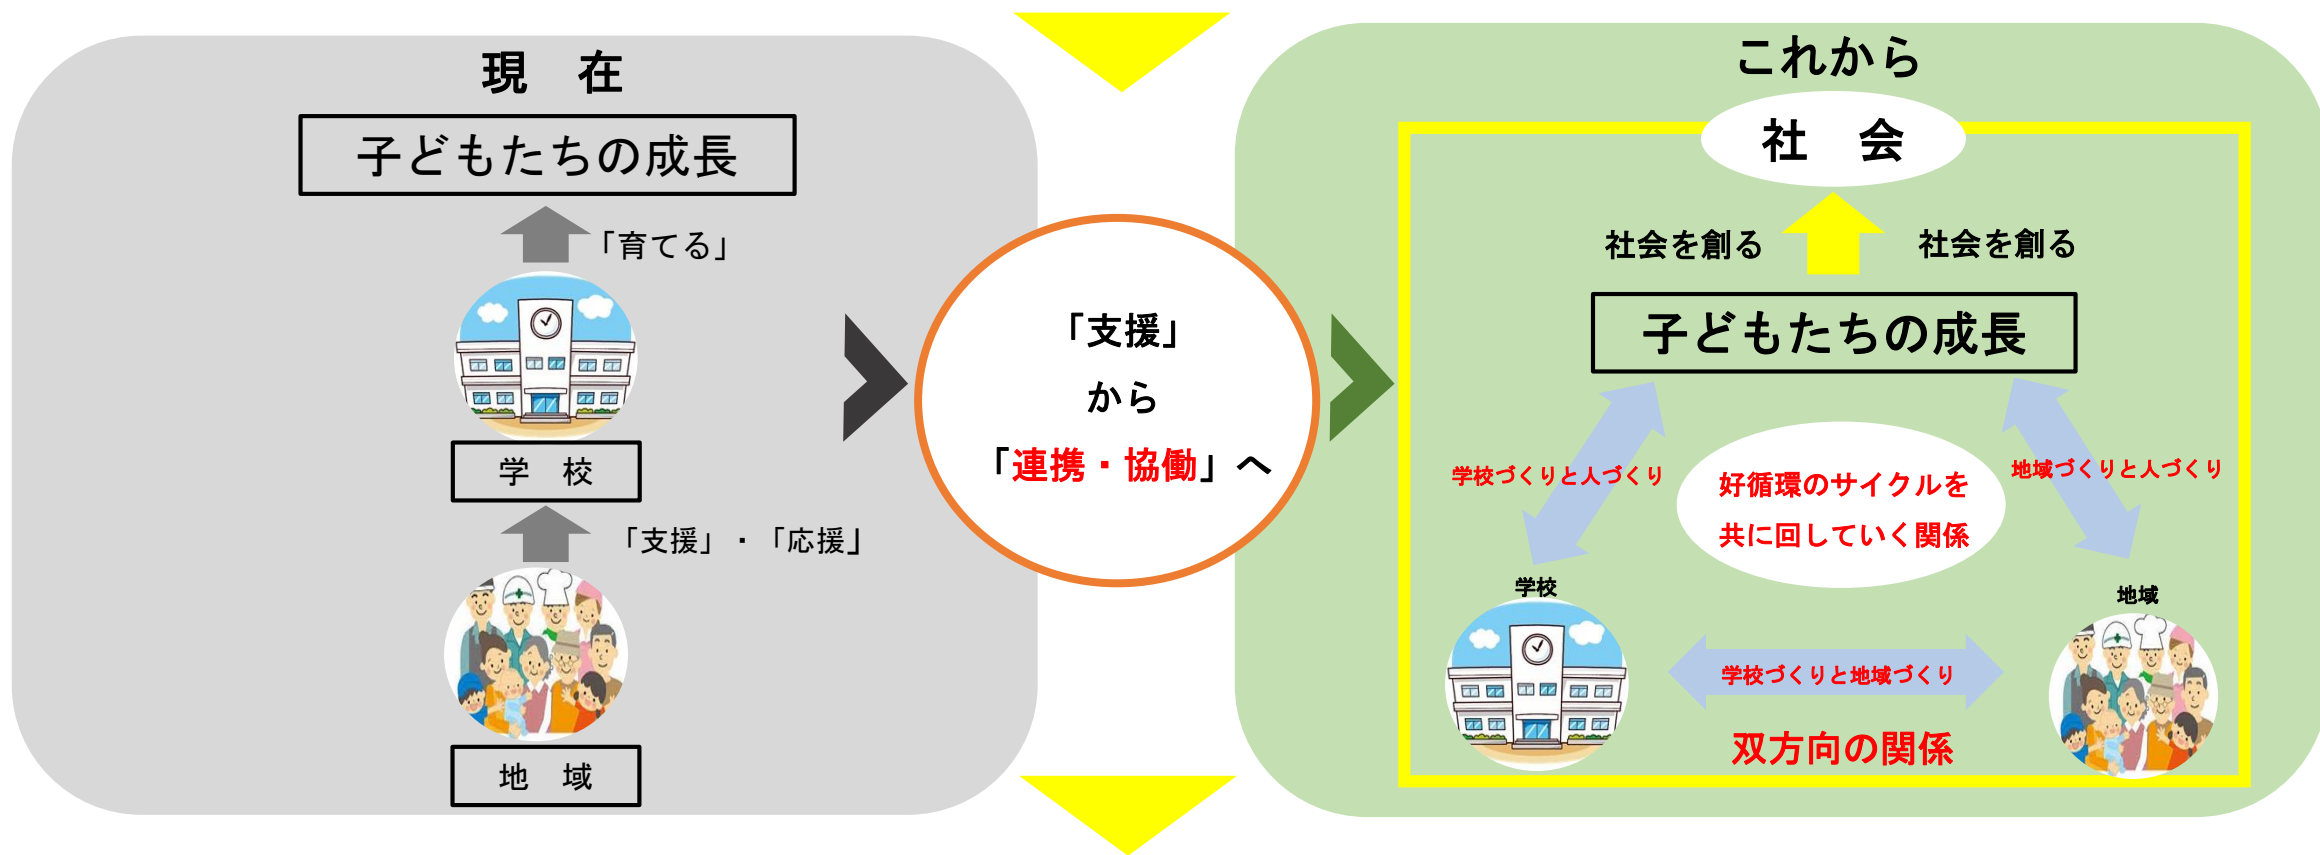 現　在
子どもたちの成長
「育てる」
学　校
「支援」・「応援」
地　域
「支援」
から
「連携・協働」へ
これから
社　会
社会を創る
社会を創る
子どもたちの成長
学校づくりと人づくり
地域づくりと人づくり
好循環のサイクルを
共に回していく関係
学校
地域
学校づくりと地域づくり
双方向の関係